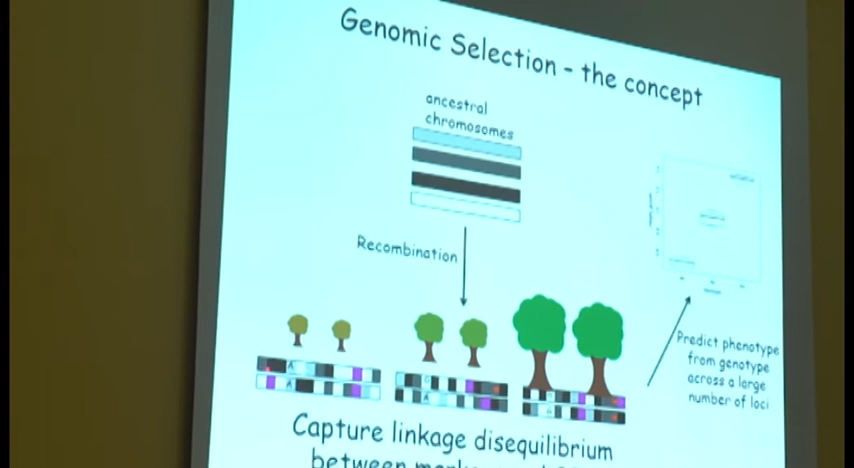 Genomic Selection - the concept
ancestral
chromosomes
Recombination
Predict phenotype
from genotype
across a large
number of loci
Capture linkage disequilibrium
between